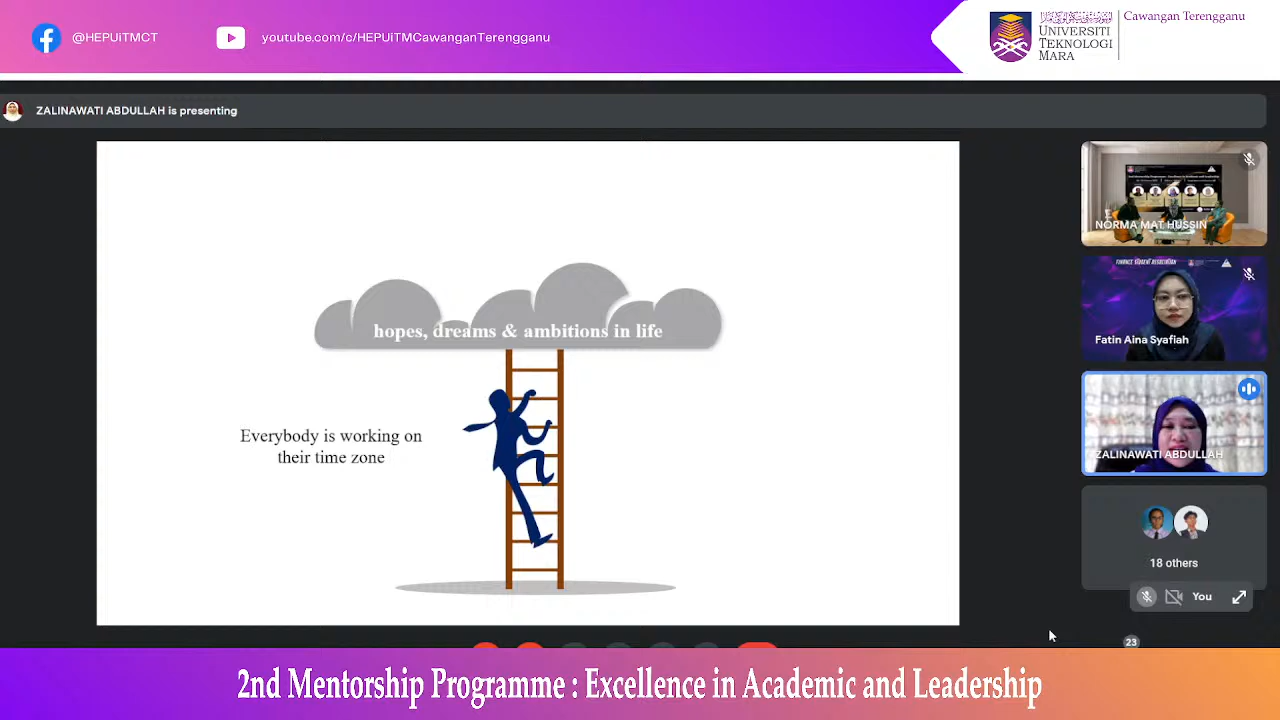 @HEPUiTMCT
youtube.com/c/HEPUiTMCawanganTerengganu
UNIVERSITI
TEKNOLOGI
MARA
Cawangan Terengganu
ZALINAWATI ABDULLAH is presenting
hopes, dreams & ambitions in life
Everybody is working on
their time zone
NORMA MAT HUSSIN
Fatin Aina Syafiah
ZALINAWATI ABDULLAH
18 others
You
23
2nd Mentorship Programme : Excellence in Academic and Leadership